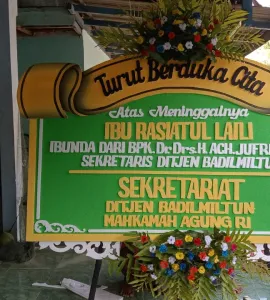 Turut Berduka Cita
Atas Meninggalnya
IBU RASIATUL LAILI
IBUNDA DARI BPK. Dr. Drs. H. ACH. JUFRI
SEKRETARIS DITJEN BADILMILTUN
SEKRETARIAT
DITJEN BADILMILTUN
MAHKAMAH AGUNG RI